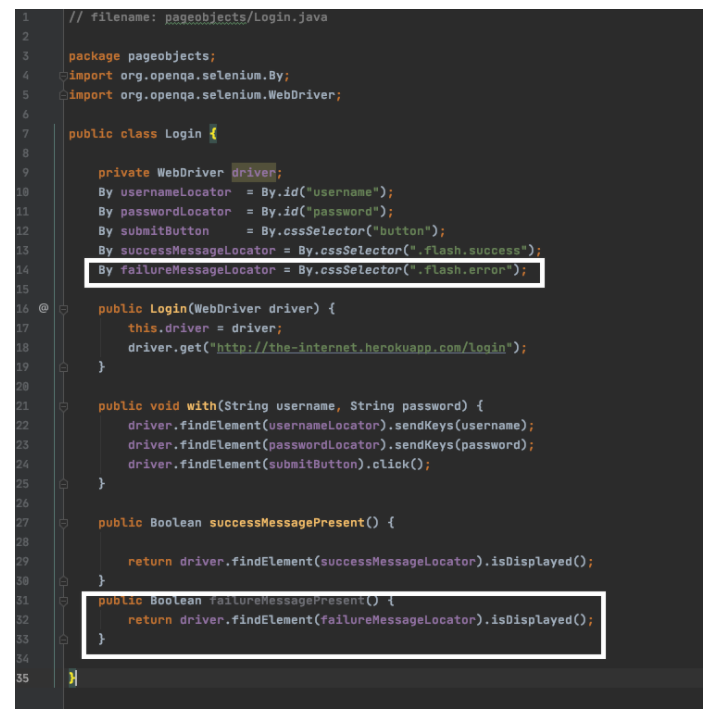 1 // filename: pageobjects/Login.java
2
3 package pageobjects;
4 import org.openqa.selenium.By;
5 import org.openqa.selenium.WebDriver;
6
7 public class Login {
8
9 private WebDriver driver;
10 By usernameLocator = By.id("username");
11 By passwordLocator = By.id("password");
12 By submitButton = By.cssSelector("button");
13 By successMessageLocator = By.cssSelector(".flash.success");
14 By failureMessageLocator = By.cssSelector(".flash.error");
15
16 @ public Login(WebDriver driver) {
17 this.driver = driver;
18 driver.get("http://the-internet.herokuapp.com/login");
19 }
20
21 public void with(String username, String password) {
22 driver.findElement(usernameLocator).sendKeys(username);
23 driver.findElement(passwordLocator).sendKeys(password);
24 driver.findElement(submitButton).click();
25 }
26
27 public Boolean successMessagePresent() {
28
29 return driver.findElement(successMessageLocator).isDisplayed();
30 }
31 public Boolean failureMessagePresent() {
32 return driver.findElement(failureMessageLocator).isDisplayed();
33 }
34
35 }